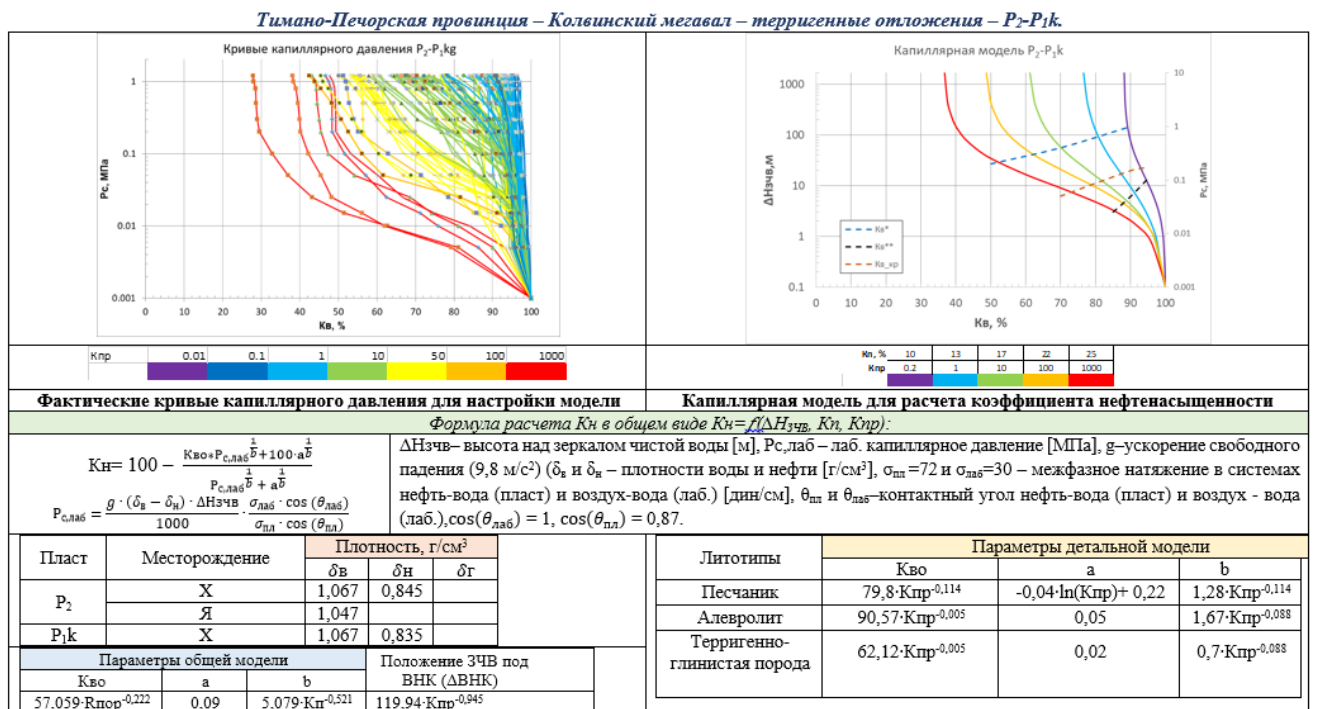 Тимано-Печорская провинция – Колвинский мегавал – терригенные отложения – P₂-P₁k.
Кривые капиллярного давления P₂-P₁kg
Рс, МПа
1
0.1
0.01
0.001
0 10 20 30 40 50 60 70 80 90 100
Кв, %
Капиллярная модель P₂-P₁k
ΔНзчв,м
1000
100
10
1
0.1
10
1
0.1
0.01
0.001
Рс, МПа
Кв*
Кв**
Кв_кр
0 10 20 30 40 50 60 70 80 90 100
Кв, %
Кпр 0.01 0.1 1 10 50 100 1000
Кп, % 10 13 17 22 25
Кпр 0.2 1 10 100 1000
Фактические кривые капиллярного давления для настройки модели
Капиллярная модель для расчета коэффициента нефтенасыщенности
Формула расчета Кн в общем виде Кн=f(ΔHЗЧВ, Кп, Кпр):
Кн= 100 − (Кво∗Рс,лаб^(1/b)+100·a^(1/b)) / (Рс,лаб^(1/b) + a^(1/b))
Рс,лаб = (g · (δв − δн) · ΔНзчв) / 1000 · (σлаб · cos (θлаб)) / (σпл · cos (θпл))
ΔНзчв– высота над зеркалом чистой воды [м], Рс,лаб – лаб. капиллярное давление [МПа], g–ускорение свободного
падения (9,8 м/с²) (δв и δн – плотности воды и нефти [г/см³], σпл =72 и σлаб=30 – межфазное натяжение в системах
нефть-вода (пласт) и воздух-вода (лаб.) [дин/см], θпл и θлаб–контактный угол нефть-вода (пласт) и воздух - вода
(лаб.),cos(θлаб) = 1, cos(θпл) = 0,87.
Пласт Месторождение Плотность, г/см³
δв δн δг
P₂ Х 1,067 0,845
Я 1,047
P₁k Х 1,067 0,835
Параметры общей модели Положение ЗЧВ под
ВНК (ΔВНК)
Кво a b
57,059·Rпор⁻⁰,²²² 0,09 5,079·Кп⁻⁰,⁵²¹ 119,94·Кпр⁻⁰,⁹⁴⁵
Литотипы Параметры детальной модели
Кво a b
Песчаник 79,8·Кпр⁻⁰,¹¹⁴ -0,04·ln(Кпр)+ 0,22 1,28·Кпр⁻⁰,¹¹⁴
Алевролит 90,57·Кпр⁻⁰,⁰⁰⁵ 0,05 1,67·Кпр⁻⁰,⁰⁸⁸
Терригенно-
глинистая порода 62,12·Кпр⁻⁰,⁰⁰⁵ 0,02 0,7·Кпр⁻⁰,⁰⁸⁸